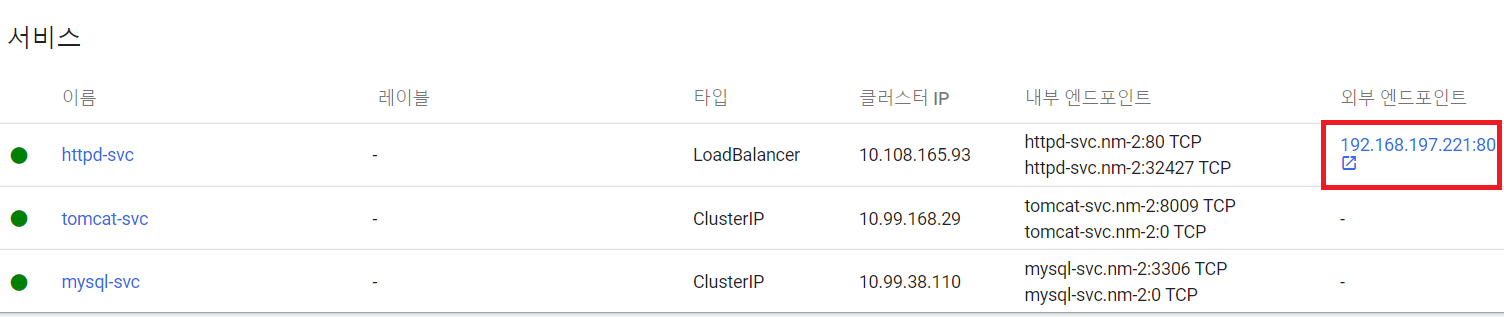 서비스
이름 레이블 타입 클러스터 IP 내부 엔드포인트 외부 엔드포인트
httpd-svc - LoadBalancer 10.108.165.93 httpd-svc.nm-2:80 TCP 192.168.197.221:80
httpd-svc.nm-2:32427 TCP
tomcat-svc - ClusterIP 10.99.168.29 tomcat-svc.nm-2:8009 TCP -
tomcat-svc.nm-2:0 TCP
mysql-svc - ClusterIP 10.99.38.110 mysql-svc.nm-2:3306 TCP -
mysql-svc.nm-2:0 TCP